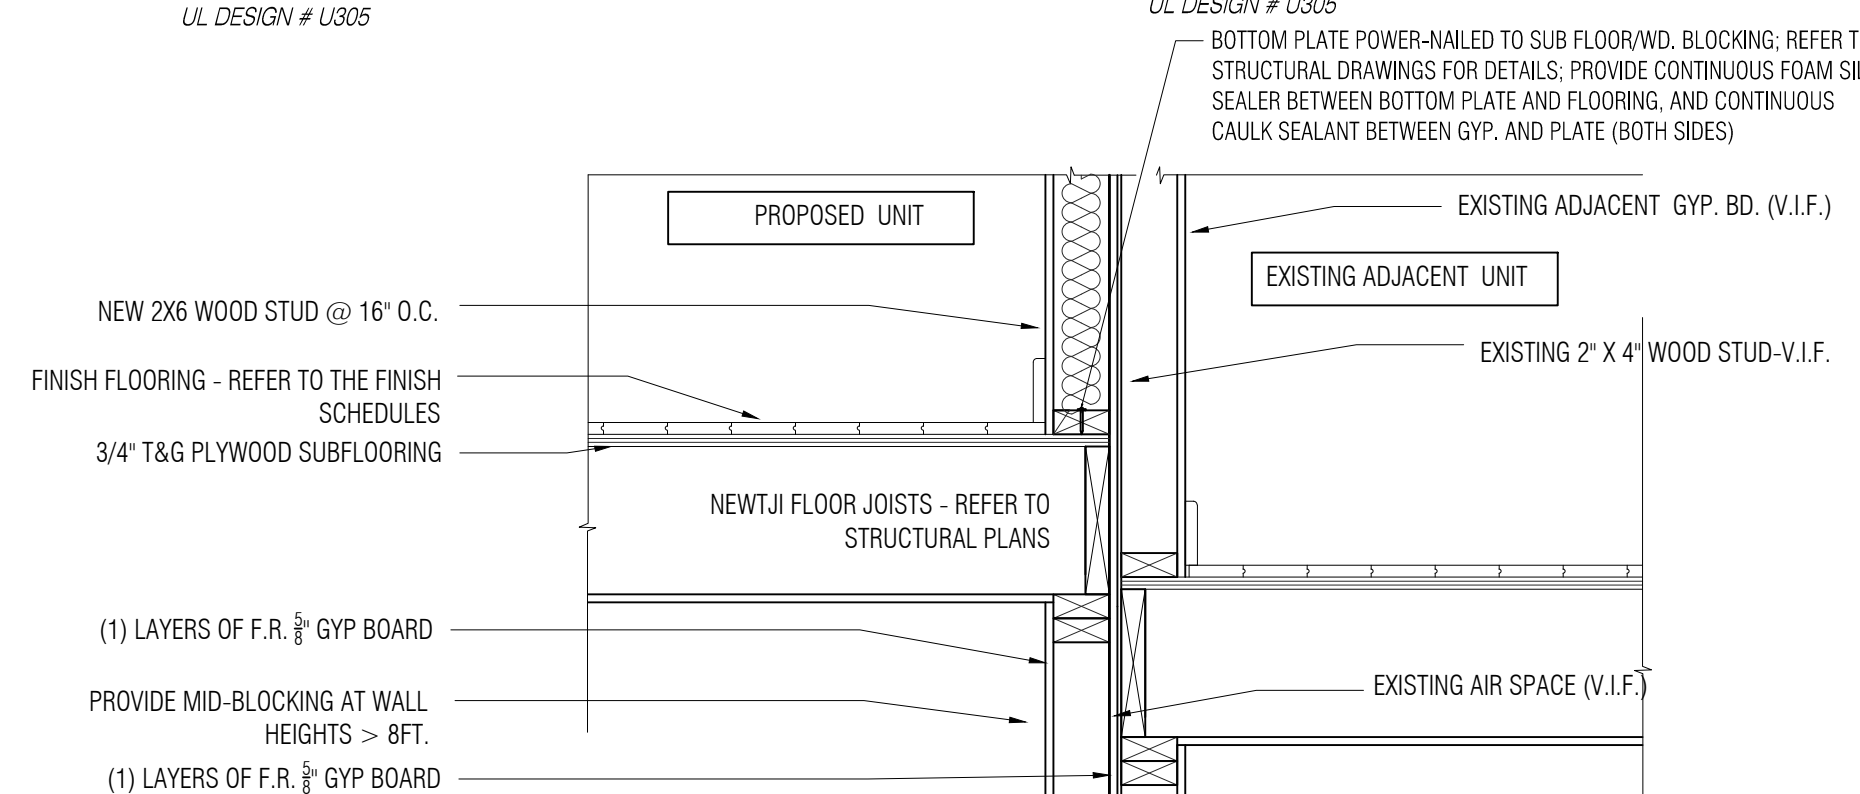 UL DESIGN # U305
UL DESIGN # U305
BOTTOM PLATE POWER-NAILED TO SUB FLOOR/WD. BLOCKING; REFER T
STRUCTURAL DRAWINGS FOR DETAILS; PROVIDE CONTINUOUS FOAM SIL
SEALER BETWEEN BOTTOM PLATE AND FLOORING, AND CONTINUOUS
CAULK SEALANT BETWEEN GYP. AND PLATE (BOTH SIDES)
PROPOSED UNIT
EXISTING ADJACENT GYP. BD. (V.I.F.)
EXISTING ADJACENT UNIT
NEW 2X6 WOOD STUD @ 16" O.C.
EXISTING 2" X 4" WOOD STUD-V.I.F.
FINISH FLOORING - REFER TO THE FINISH
SCHEDULES
3/4" T&G PLYWOOD SUBFLOORING
NEWTJI FLOOR JOISTS - REFER TO
STRUCTURAL PLANS
(1) LAYERS OF F.R. 5/8" GYP BOARD
EXISTING AIR SPACE (V.I.F.)
PROVIDE MID-BLOCKING AT WALL
HEIGHTS > 8FT.
(1) LAYERS OF F.R. 5/8" GYP BOARD